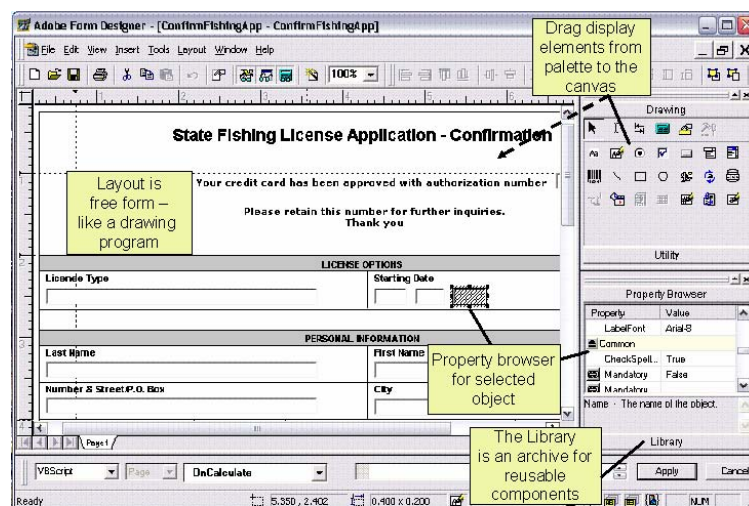 Adobe Form Designer - [ConfirmFishingApp - ConfirmFishingApp]
File Edit View Insert Tools Layout Window Help
100%
Drag display
elements from
palette to the
canvas
Drawing
State Fishing License Application - Confirmation
Layout is
free form –
like a drawing
program
Your credit card has been approved with authorization number
Please retain this number for further inquiries.
Thank you
Utility
LICENSE OPTIONS
License Type
Starting Date
Property Browser
Property Value
LabelFont Arial-8
Common
CheckSpell... True
Mandatory False
Mandatory
Name - The name of the object.
PERSONAL INFORMATION
Last Name
First Name
Number & Street/P.O. Box
City
Property browser
for selected
object
Page1
Library
The Library
is an archive for
reusable
components
VBScript
Page
OnCalculate
Apply
Cancel
Ready
5.350 , 2.402
0.400 x 0.200
NUM